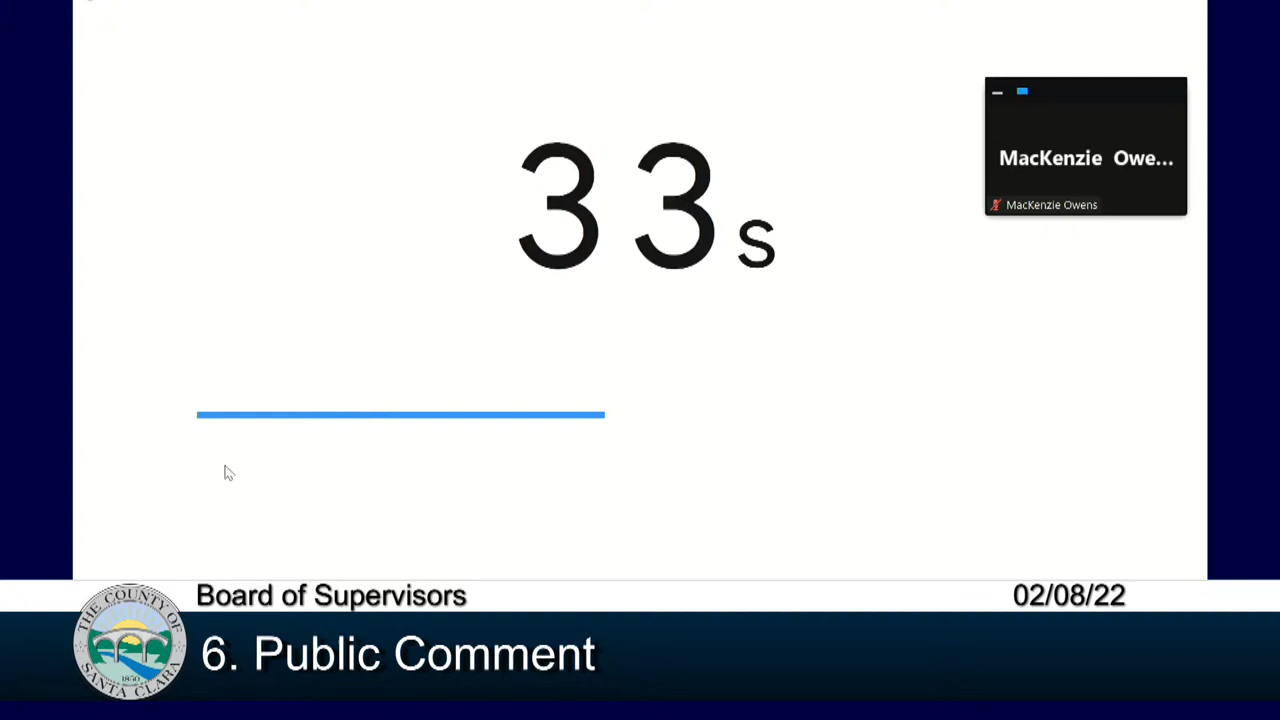 33s
MacKenzie Owe...
MacKenzie Owens
Board of Supervisors
02/08/22
6. Public Comment
THE COUNTY OF
SANTA CLARA
1850